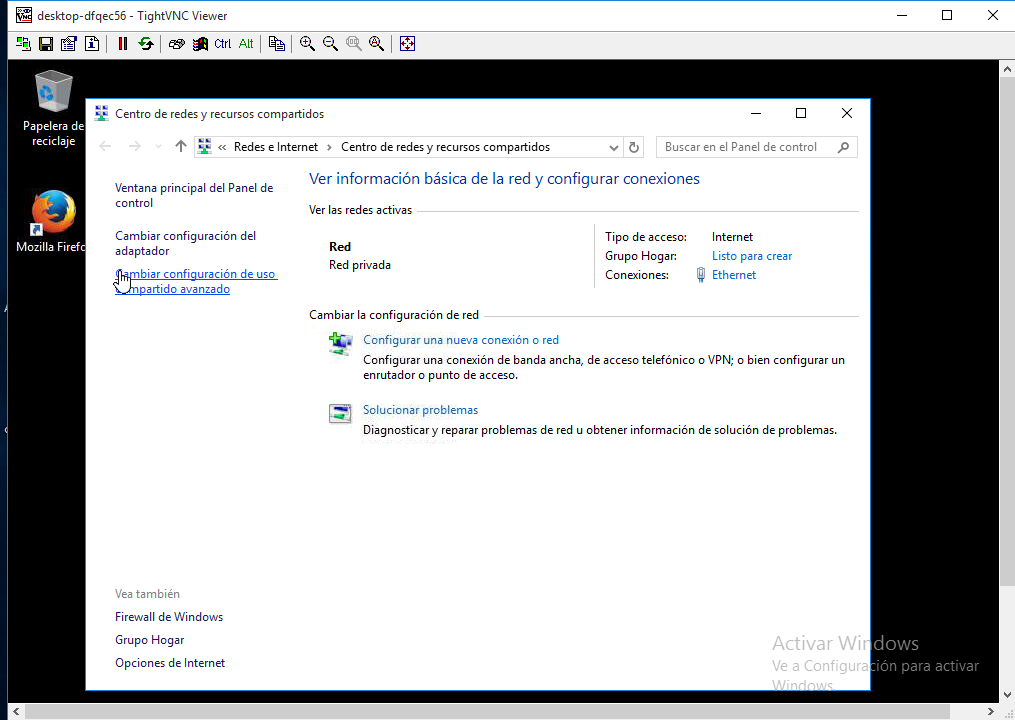 desktop-dfqec56 - TightVNC Viewer
Ctrl Alt
Papelera de
reciclaje
Mozilla Firefo
Centro de redes y recursos compartidos
« Redes e Internet > Centro de redes y recursos compartidos
Buscar en el Panel de control
Ventana principal del Panel de
control
Cambiar configuración del
adaptador
Cambiar configuración de uso
compartido avanzado
Ver información básica de la red y configurar conexiones
Ver las redes activas
Red
Red privada
Tipo de acceso: Internet
Grupo Hogar: Listo para crear
Conexiones: Ethernet
Cambiar la configuración de red
Configurar una nueva conexión o red
Configurar una conexión de banda ancha, de acceso telefónico o VPN; o bien configurar un
enrutador o punto de acceso.
Solucionar problemas
Diagnosticar y reparar problemas de red u obtener información de solución de problemas.
Vea también
Firewall de Windows
Grupo Hogar
Opciones de Internet
Activar Windows
Ve a Configuración para activar
Windows.